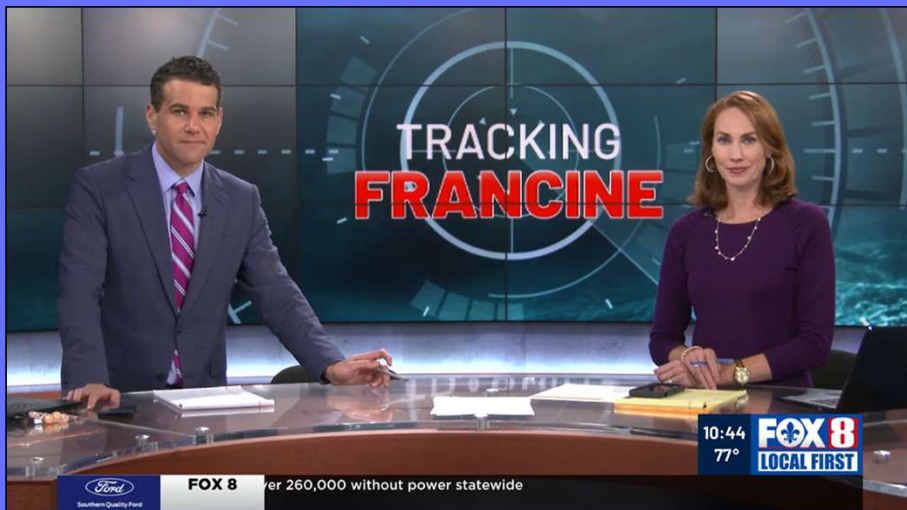 TRACKING
FRANCINE
10:44
77°
FOX 8
LOCAL FIRST
Ford
Southern Quality Ford
FOX 8
ver 260,000 without power statewide